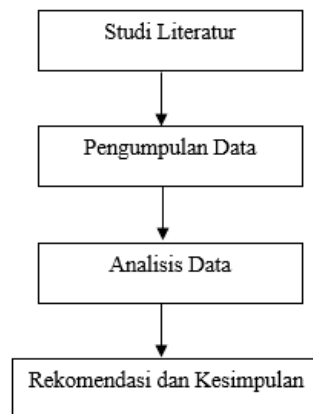 Studi Literatur
Pengumpulan Data
Analisis Data
Rekomendasi dan Kesimpulan